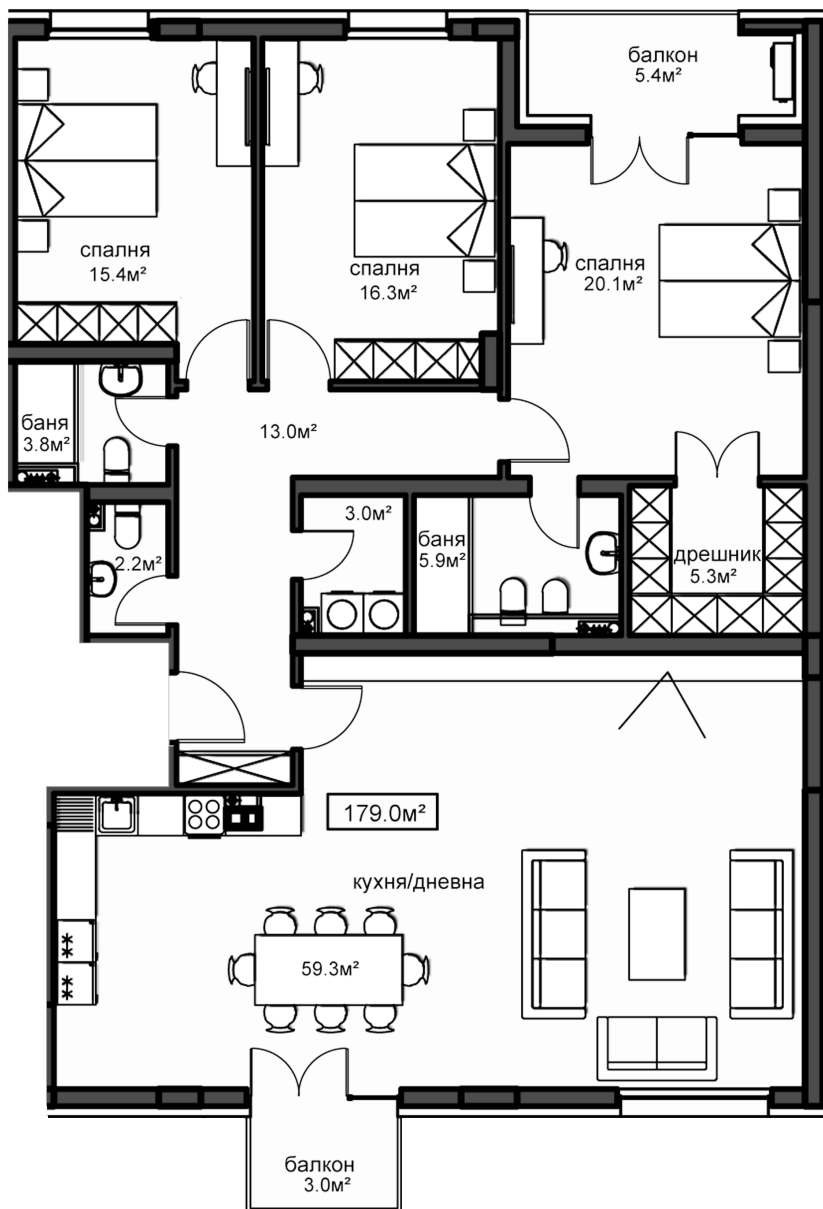 балкон
5.4м²
спалня
15.4м²
спалня
16.3м²
спалня
20.1м²
баня
3.8м²
13.0м²
2.2м²
3.0м²
баня
5.9м²
дрешник
5.3м²
179.0м²
кухня/дневна
59.3м²
балкон
3.0м²